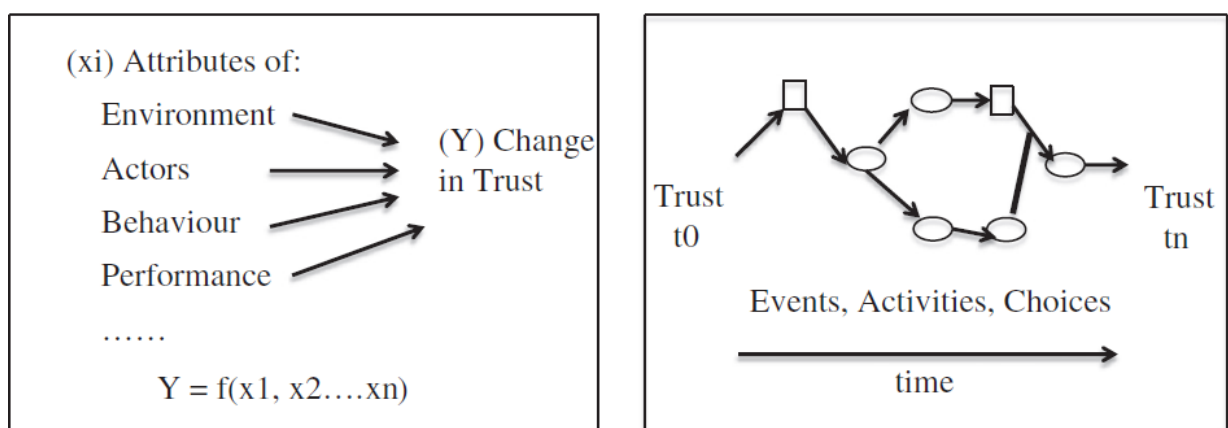 (xi) Attributes of:
Environment
Actors
Behaviour
Performance
……
Y = f(x1, x2….xn)
(Y) Change
in Trust
Trust
t0
Trust
tn
Events, Activities, Choices
time